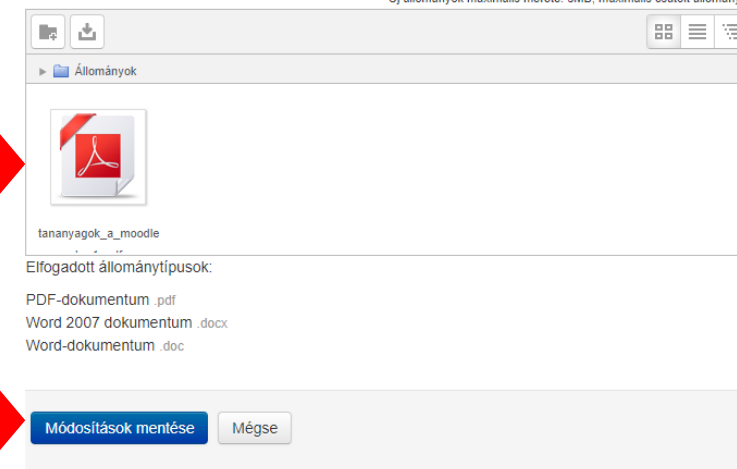 Állományok
tananyagok_a_moodle
Elfogadott állománytípusok:
PDF-dokumentum .pdf
Word 2007 dokumentum .docx
Word-dokumentum .doc
Módosítások mentése Mégse